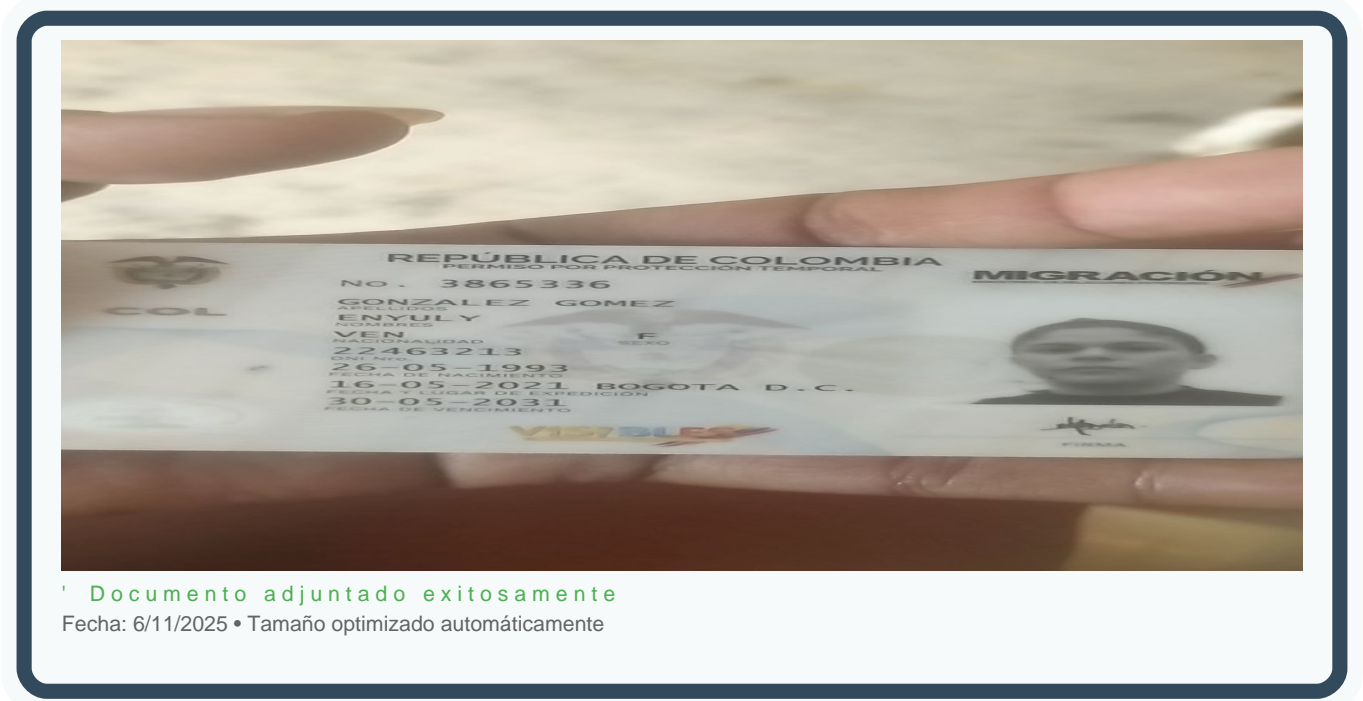 REPÚBLICA DE COLOMBIA
PERMISO POR PROTECCIÓN TEMPORAL
MIGRACIÓN
COL
No. 3865336
GONZALEZ GOMEZ
APELLIDOS
ENYULY
NOMBRES
VEN F
NACIONALIDAD SEXO
22463213
26-05-1993
FECHA DE NACIMIENTO
16-05-2021 BOGOTA D.C.
FECHA Y LUGAR DE EXPEDICIÓN
30-05-2031
FECHA DE VENCIMIENTO
VISIBLES
FIRMA
' Documento adjuntado exitosamente
Fecha: 6/11/2025 • Tamaño optimizado automáticamente